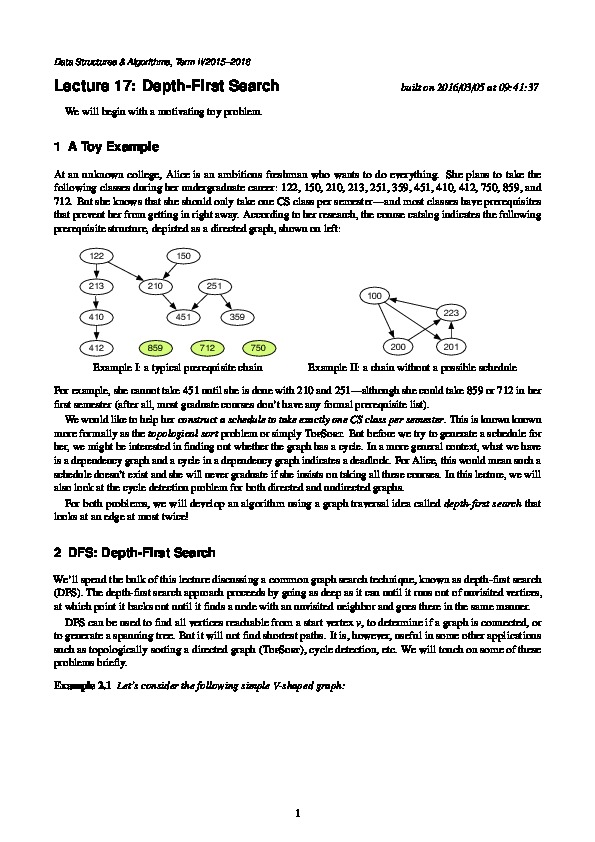 Data Structures & Algorithms, Term II/2015–2016
Lecture 17: Depth-First Search built on 2016/03/05 at 09:41:37
We will begin with a motivating toy problem.
1 A Toy Example
At an unknown college, Alice is an ambitious freshman who wants to do everything. She plans to take the
following classes during her undergraduate career: 122, 150, 210, 213, 251, 359, 451, 410, 412, 750, 859, and
712. But she knows that she should only take one CS class per semester—and most classes have prerequisites
that prevent her from getting in right away. According to her research, the course catalog indicates the following
prerequisite structure, depicted as a directed graph, shown on left:
122 150
213 210 251
410 451 359
412 859 712 750
100
223
200 201
Example I: a typical prerequisite chain Example II: a chain without a possible schedule
For example, she cannot take 451 until she is done with 210 and 251—although she could take 859 or 712 in her
first semester (after all, most graduate courses don't have any formal prerequisite list).
We would like to help her construct a schedule to take exactly one CS class per semester. This is known known
more formally as the topological sort problem or simply TopSort. But before we try to generate a schedule for
her, we might be interested in finding out whether the graph has a cycle. In a more general context, what we have
is a dependency graph and a cycle in a dependency graph indicates a deadlock. For Alice, this would mean such a
schedule doesn't exist and she will never graduate if she insists on taking all these courses. In this lecture, we will
also look at the cycle detection problem for both directed and undirected graphs.
For both problems, we will develop an algorithm using a graph traversal idea called depth-first search that
looks at an edge at most twice!
2 DFS: Depth-First Search
We'll spend the bulk of this lecture discussing a common graph search technique, known as depth-first search
(DFS). The depth-first search approach proceeds by going as deep as it can until it runs out of unvisited vertices,
at which point it backs out until it finds a node with an unvisited neighbor and goes there in the same manner.
DFS can be used to find all vertices reachable from a start vertex v, to determine if a graph is connected, or
to generate a spanning tree. But it will not find shortest paths. It is, however, useful in some other applications
such as topologically sorting a directed graph (TopSort), cycle detection, etc. We will touch on some of these
problems briefly.
Example 2.1 Let's consider the following simple V-shaped graph:
1